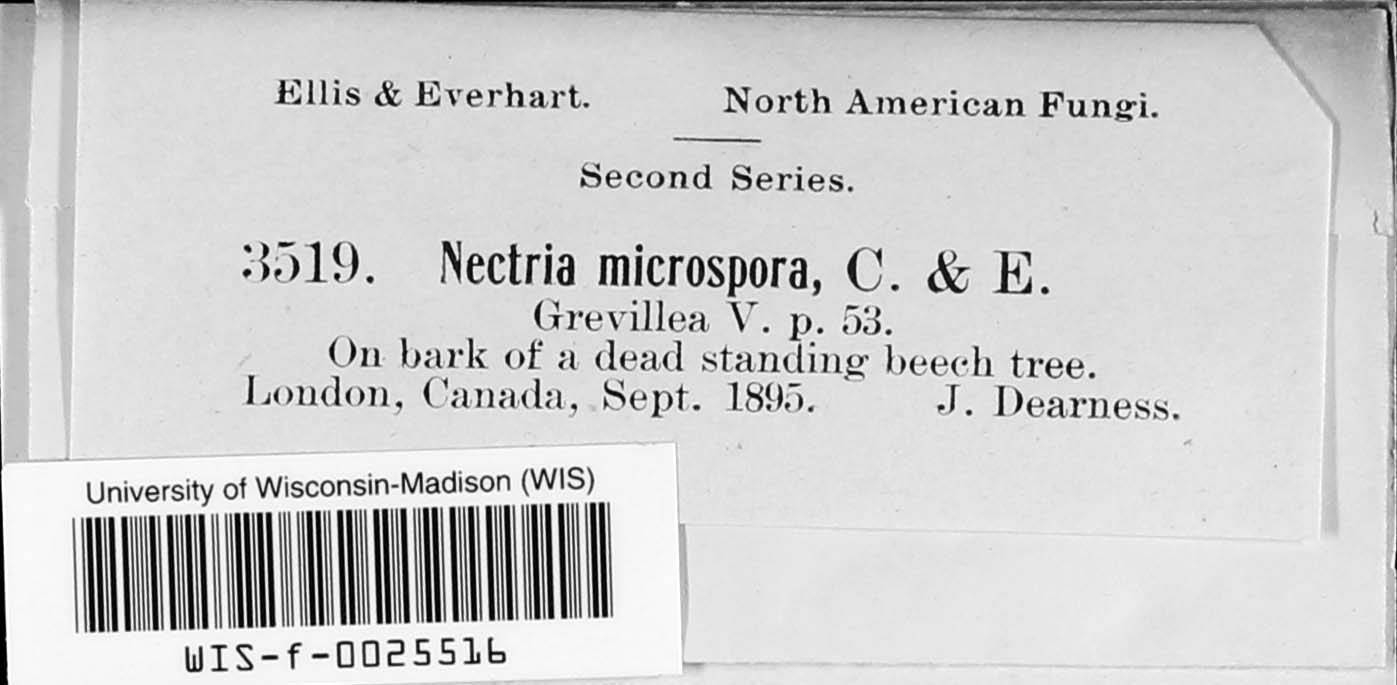 Ellis & Everhart. North American Fungi.
Second Series.
3519. Nectria microspora, C. & E.
Grevillea V. p. 53.
On bark of a dead standing beech tree.
London, Canada, Sept. 1895. J. Dearness.
University of Wisconsin-Madison (WIS)
WIS-f-0025516